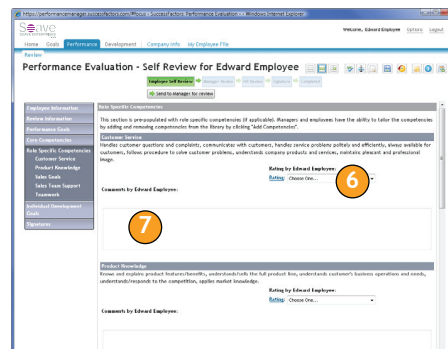 https://performancemanager.successfactors.com/?#focus - SuccessFactors: Performance Evaluation - - - Windows Internet Explorer
Welcome, Edward Employee Options Logout
Home Goals Performance Development Company Info My Employee File
Review
Performance Evaluation - Self Review for Edward Employee
Employee Self Review Manager Review HR Review Signature Completed
Send to Manager for review
Employee Information
Review Information
Performance Goals
Core Competencies
Role Specific Competencies
Customer Service
Product Knowledge
Sales Goals
Sales Team Support
Teamwork
Individual Development Goals
Signatures
Role Specific Competencies
This section is pre-populated with role specific competencies (if applicable). Managers and employees have the ability to tailor the competencies
by adding and removing competencies from the library by clicking "Add Competencies".
Customer Service
Handles customer questions and complaints, communicates with customers, handles service problems politely and efficiently, always available for
customers, follows procedure to solve customer problems, understands company products and services, maintains pleasant and professional
image.
Rating by Edward Employee:
Rating: Choose One...
6
Comments by Edward Employee:
7
Product Knowledge
Knows and explains product features/benefits, understands/sells the full product line, understands customer's business operations and needs,
understands/responds to the competition, applies market knowledge.
Rating by Edward Employee:
Rating: Choose One...
Comments by Edward Employee: